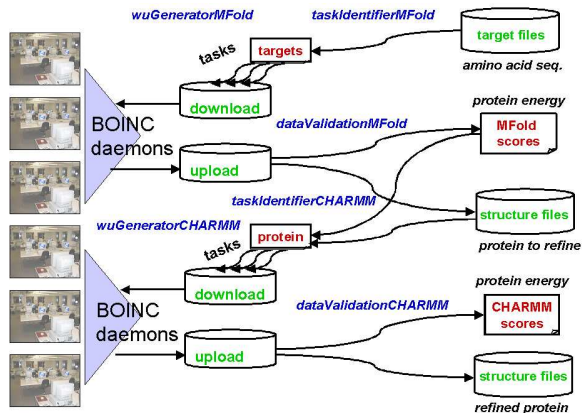 wuGeneratorMFold taskIdentifierMFold
tasks
targets
target files
amino acid seq.
download
BOINC
daemons
dataValidationMFold
protein energy
MFold
scores
upload
taskIdentifierCHARMM
wuGeneratorCHARMM
tasks
protein
structure files
protein to refine
download
BOINC
daemons
dataValidationCHARMM
protein energy
CHARMM
scores
upload
structure files
refined protein